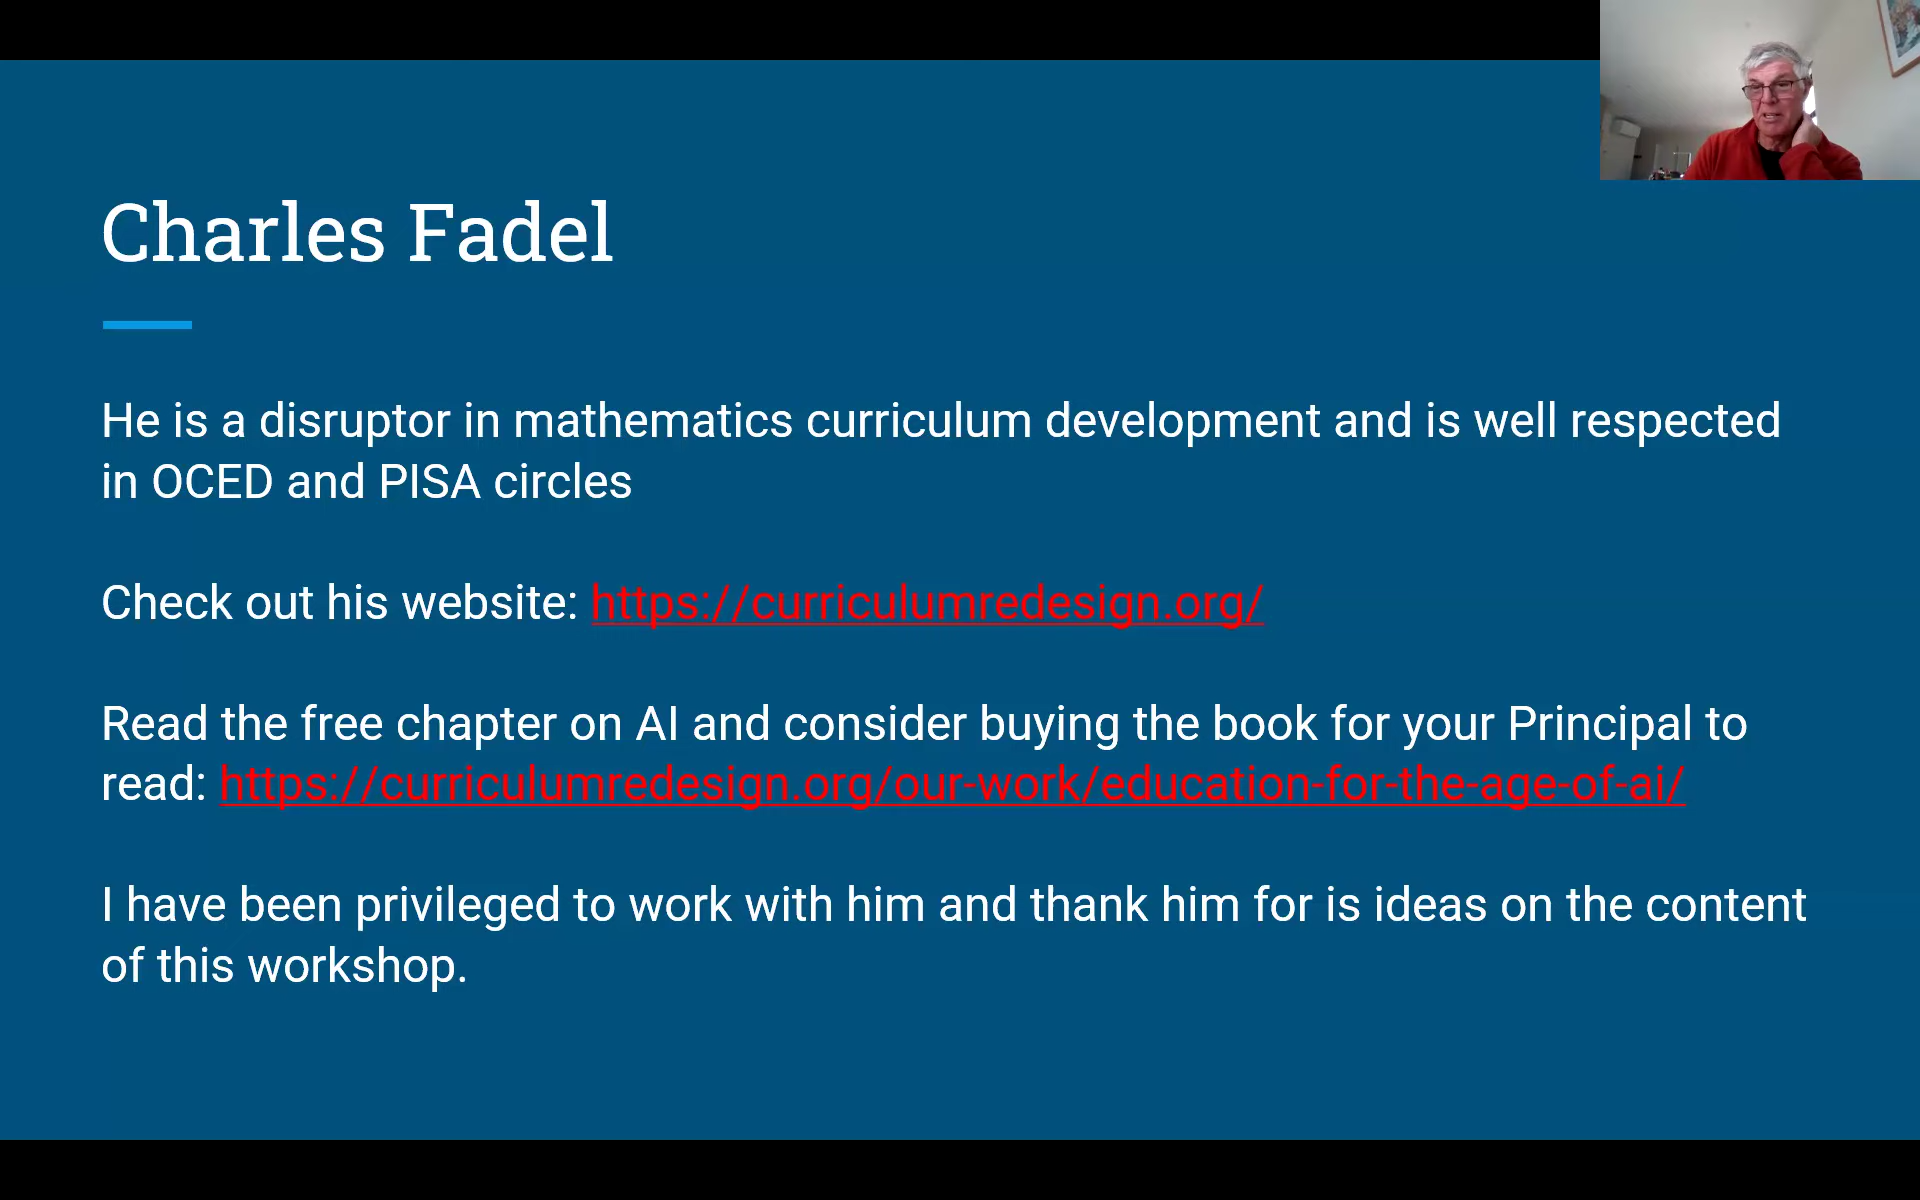 Charles Fadel
He is a disruptor in mathematics curriculum development and is well respected
in OCED and PISA circles
Check out his website: https://curriculumredesign.org/
Read the free chapter on AI and consider buying the book for your Principal to
read: https://curriculumredesign.org/our-work/education-for-the-age-of-ai/
I have been privileged to work with him and thank him for is ideas on the content
of this workshop.